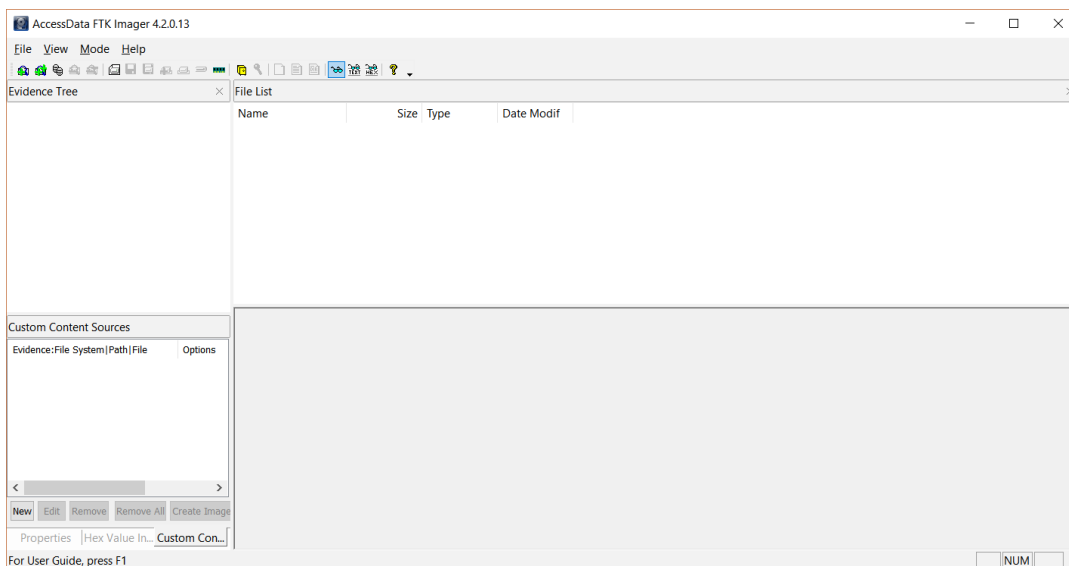 AccessData FTK Imager 4.2.0.13
File View Mode Help
TEXT HEX
Evidence Tree
File List
Name Size Type Date Modif
Custom Content Sources
Evidence:File System|Path|File Options
New Edit Remove Remove All Create Image
Properties Hex Value In... Custom Con...
For User Guide, press F1
NUM